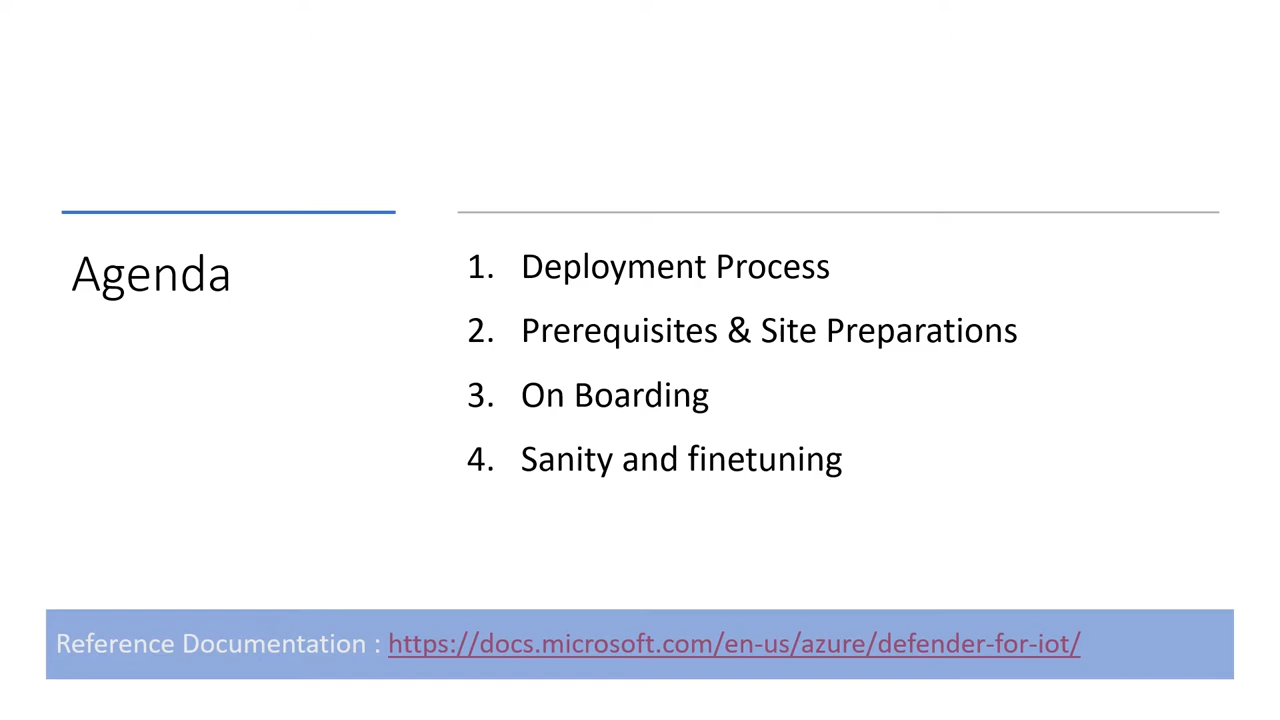 Agenda
1. Deployment Process
2. Prerequisites & Site Preparations
3. On Boarding
4. Sanity and finetuning
Reference Documentation : https://docs.microsoft.com/en-us/azure/defender-for-iot/